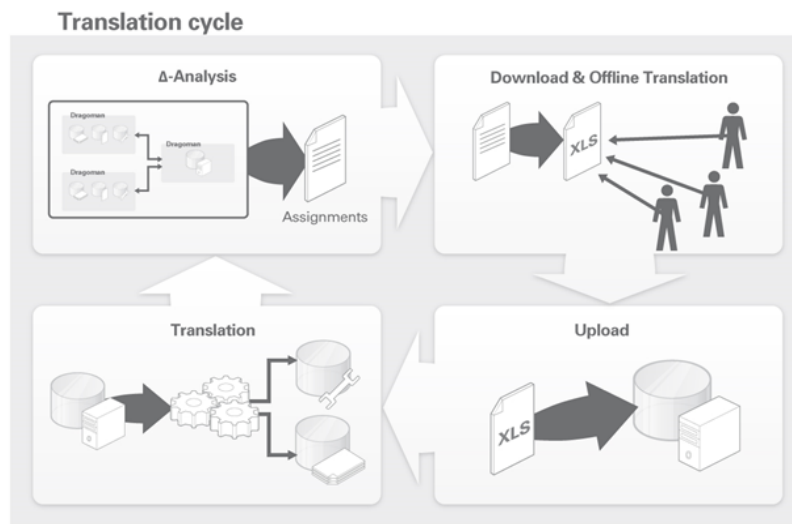 Translation cycle
Δ-Analysis
Dragoman
Dragoman
Dragoman
Assignments
Download & Offline Translation
XLS
Translation
Upload
XLS